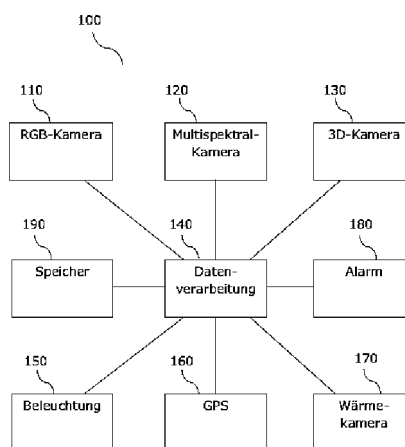 100
110
120
130
RGB-Kamera
Multispektral-
Kamera
3D-Kamera
190
140
180
Speicher
Daten-
verarbeitung
Alarm
150
160
170
Beleuchtung
GPS
Wärme-
kamera